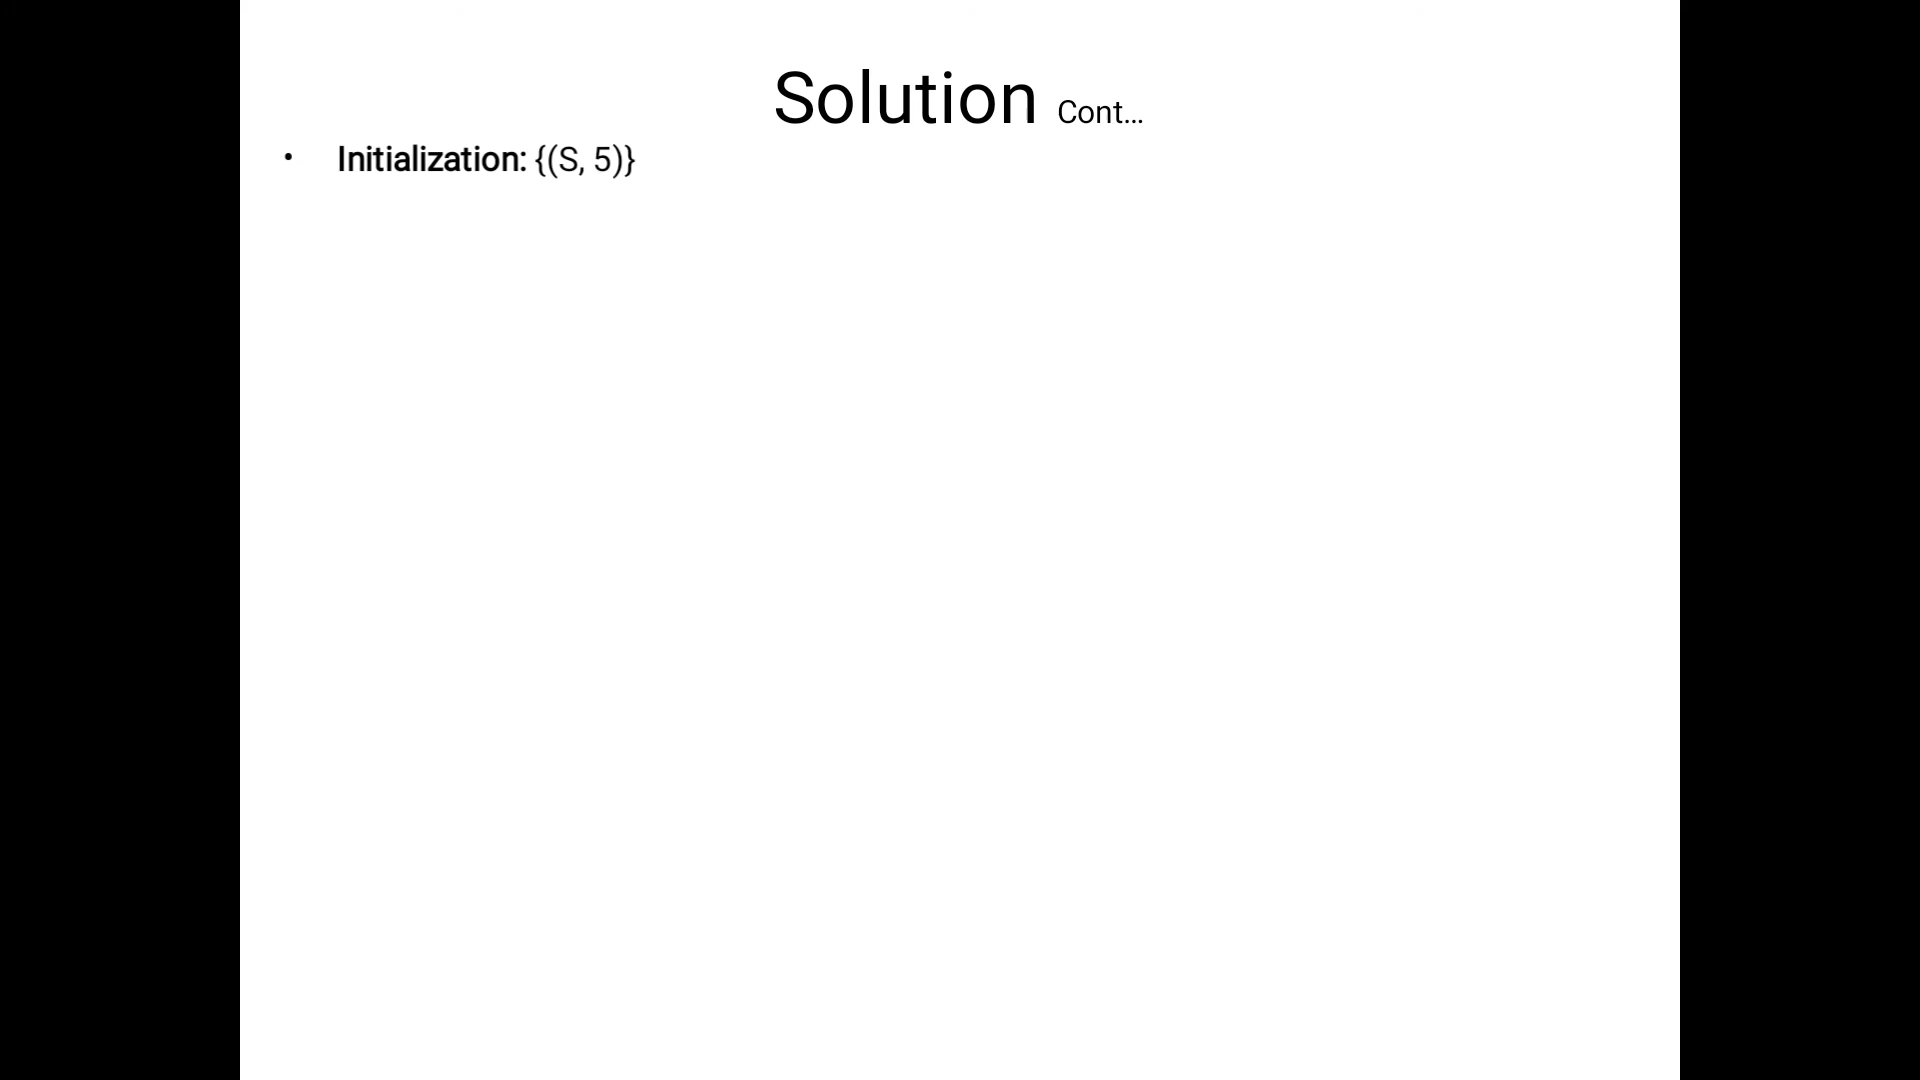 Solution Cont...
• Initialization: {(S, 5)}